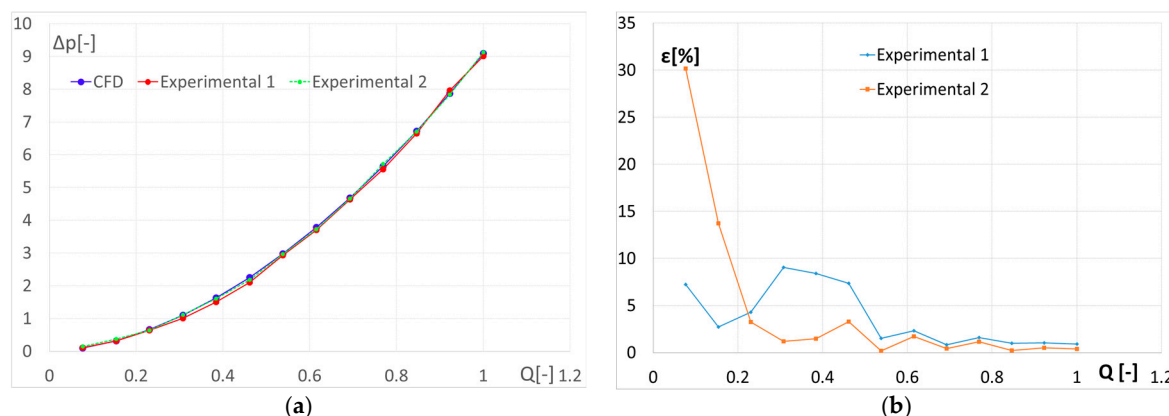 10
Δp[-]
9
8
CFD Experimental 1 Experimental 2
7
6
5
4
3
2
1
0
0 0.2 0.4 0.6 0.8 1 1.2
Q[-]
(a)
35
ε[%]
Experimental 1
30
Experimental 2
25
20
15
10
5
0
0 0.2 0.4 0.6 0.8 1 1.2
Q [-]
(b)